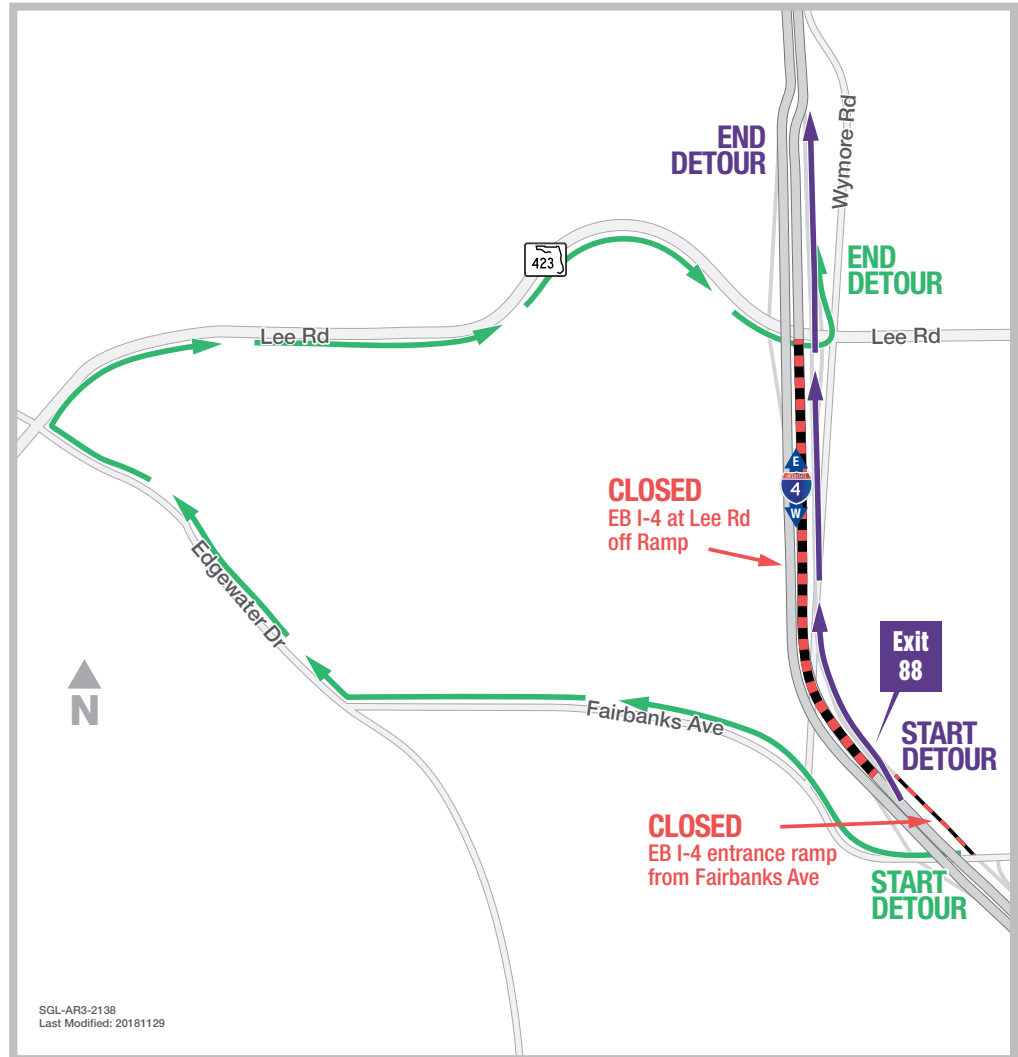 END
DETOUR
Wymore Rd
423
END
DETOUR
Lee Rd
Lee Rd
E
INTERSTATE
4
W
CLOSED
EB I-4 at Lee Rd
off Ramp
Edgewater Dr
Exit
88
N
Fairbanks Ave
START
DETOUR
CLOSED
EB I-4 entrance ramp
from Fairbanks Ave
START
DETOUR
SGL-AR3-2138
Last Modified: 20181129